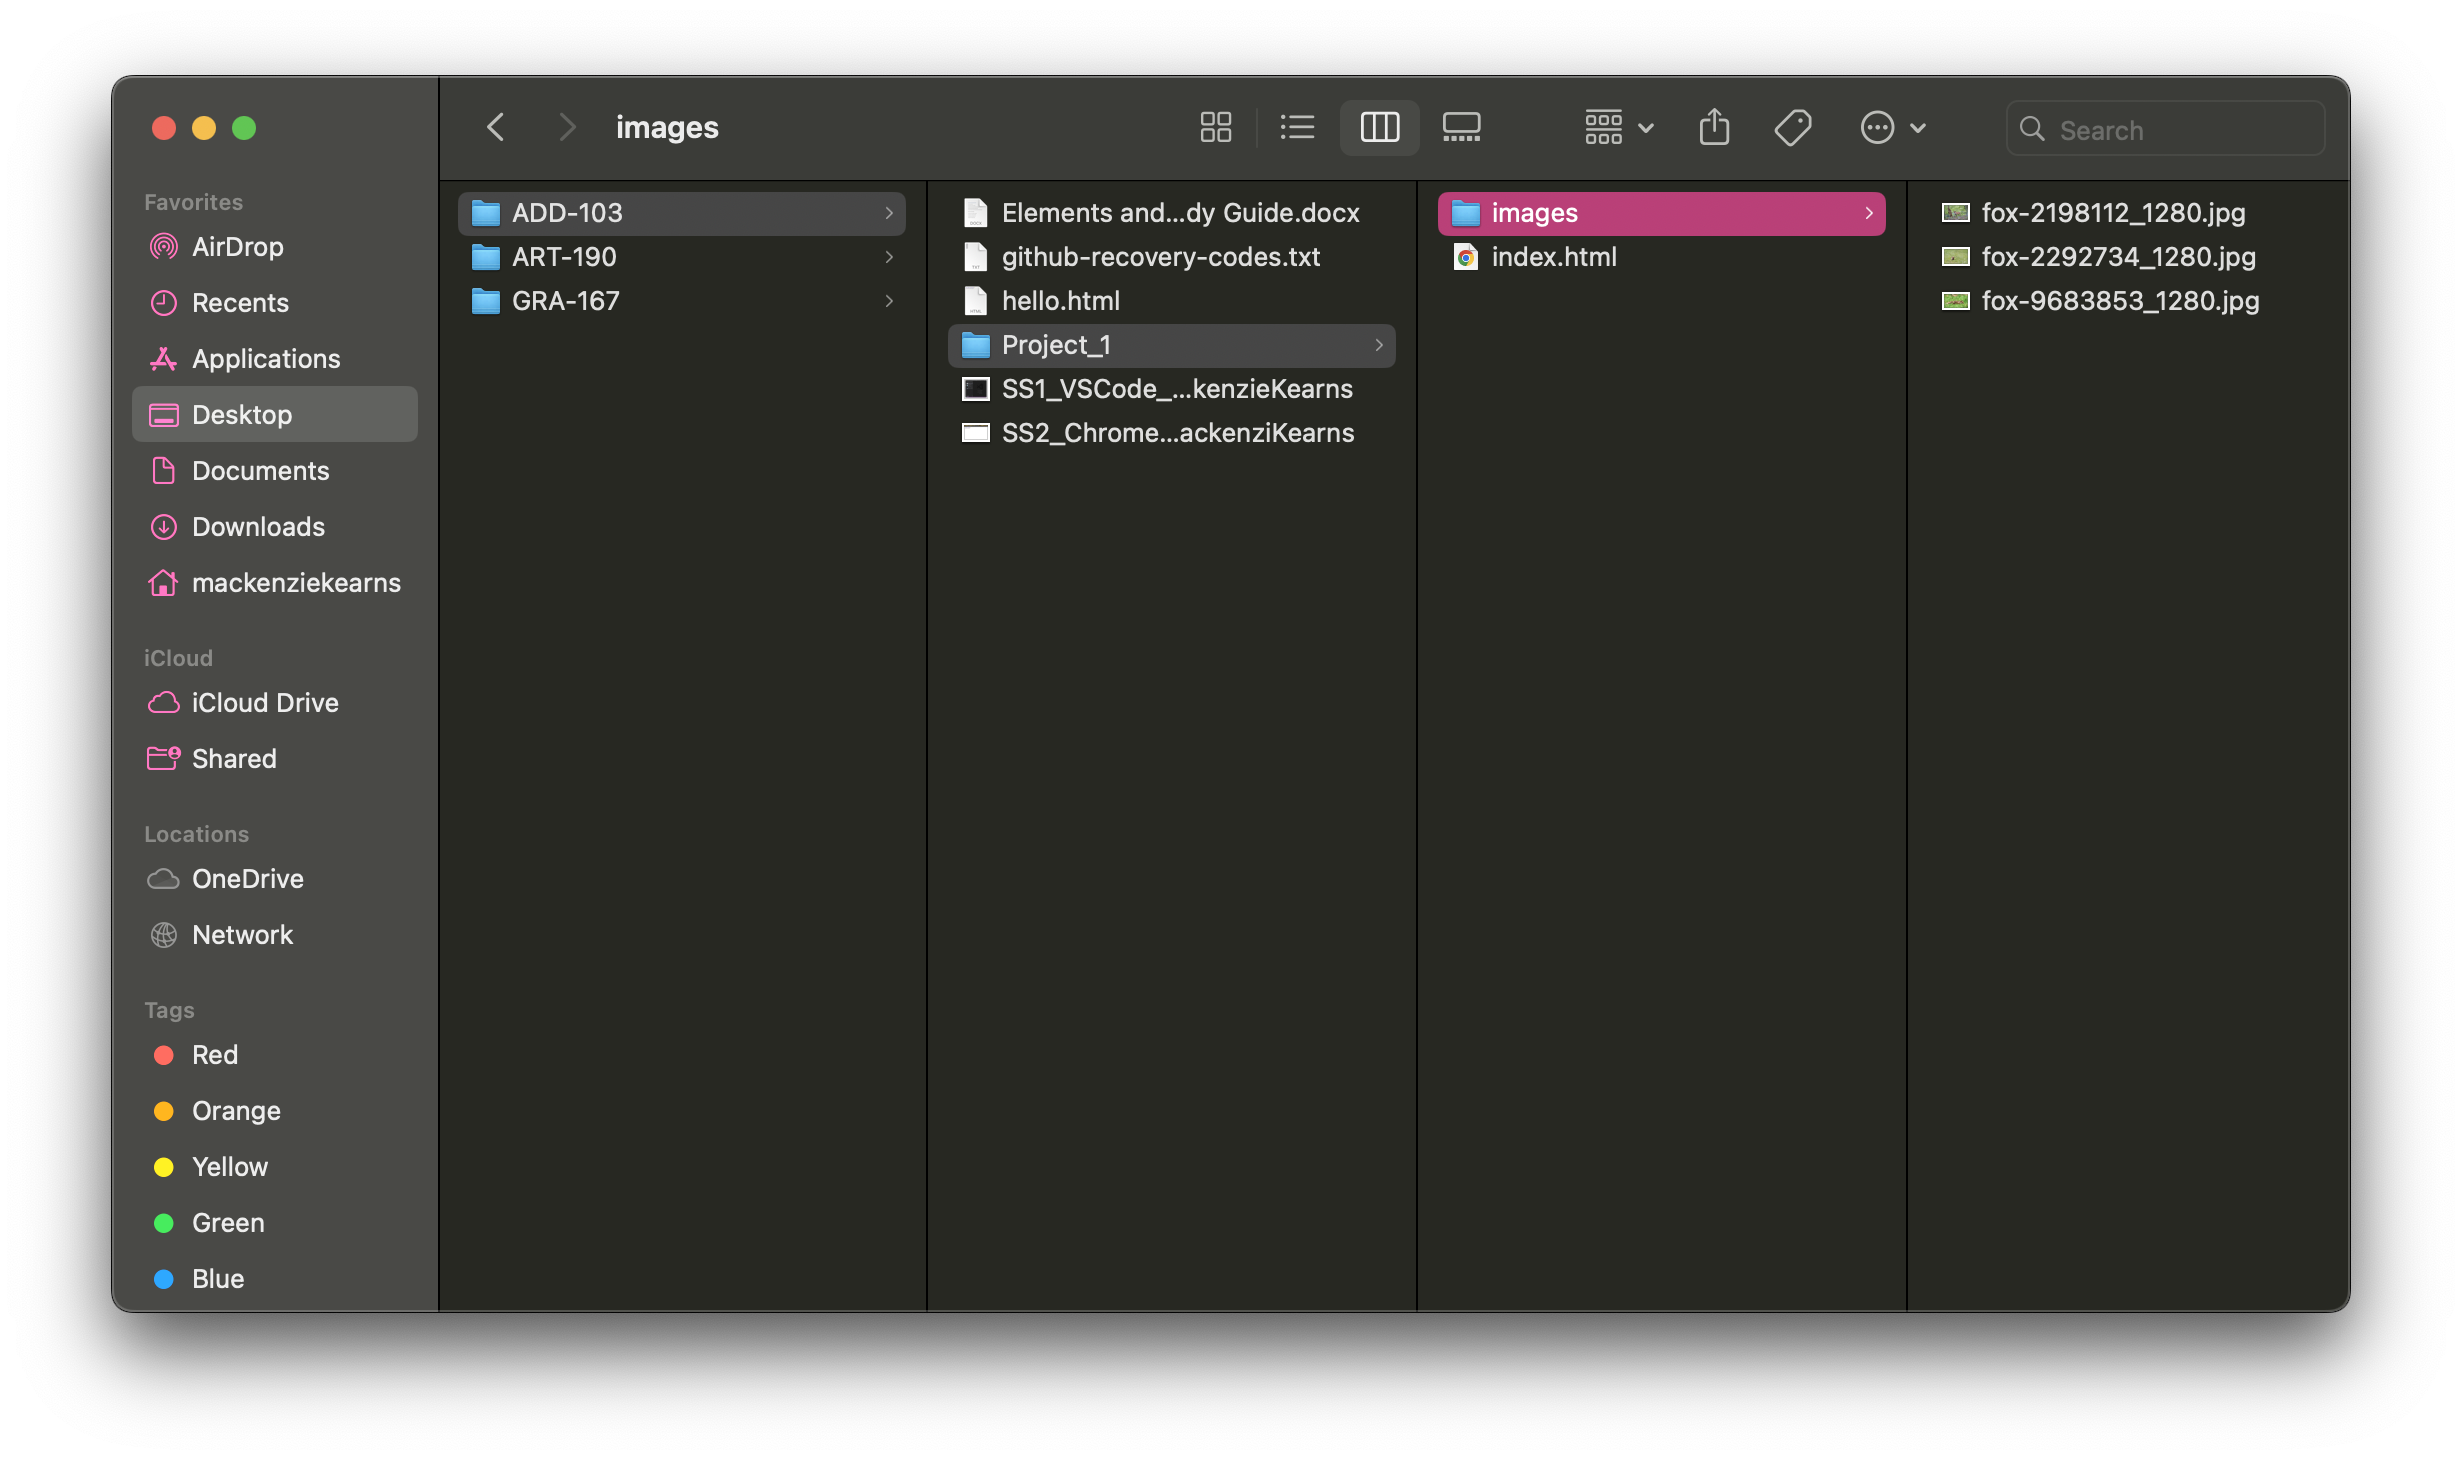 images
Search
Favorites
AirDrop
Recents
Applications
Desktop
Documents
Downloads
mackenziekearns
iCloud
iCloud Drive
Shared
Locations
OneDrive
Network
Tags
Red
Orange
Yellow
Green
Blue
ADD-103
ART-190
GRA-167
Elements and...dy Guide.docx
github-recovery-codes.txt
hello.html
Project_1
SS1_VSCode_...kenzieKearns
SS2_Chrome...ackenziKearns
images
index.html
fox-2198112_1280.jpg
fox-2292734_1280.jpg
fox-9683853_1280.jpg